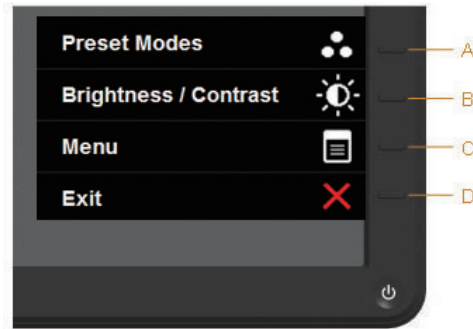 Preset Modes
A
Brightness / Contrast
B
Menu
C
Exit
D